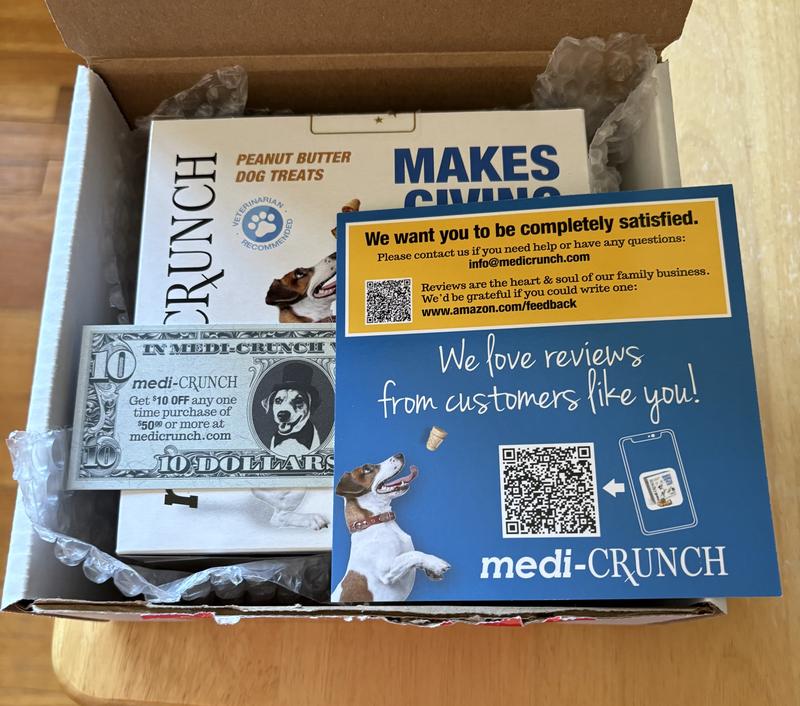 PEANUT BUTTER
DOG TREATS
MAKES
GIVING
VETERINARIAN
RECOMMENDED
CRUNCH
10
IN MEDI-CRUNCH
medi-CRUNCH
Get $10 OFF any one
time purchase of
$50⁰⁰ or more at
medicrunch.com
10
10 DOLLARS
We want you to be completely satisfied.
Please contact us if you need help or have any questions:
info@medicrunch.com
Reviews are the heart & soul of our family business.
We'd be grateful if you could write one:
www.amazon.com/feedback
We love reviews
from customers like you!
medi-CRUNCH